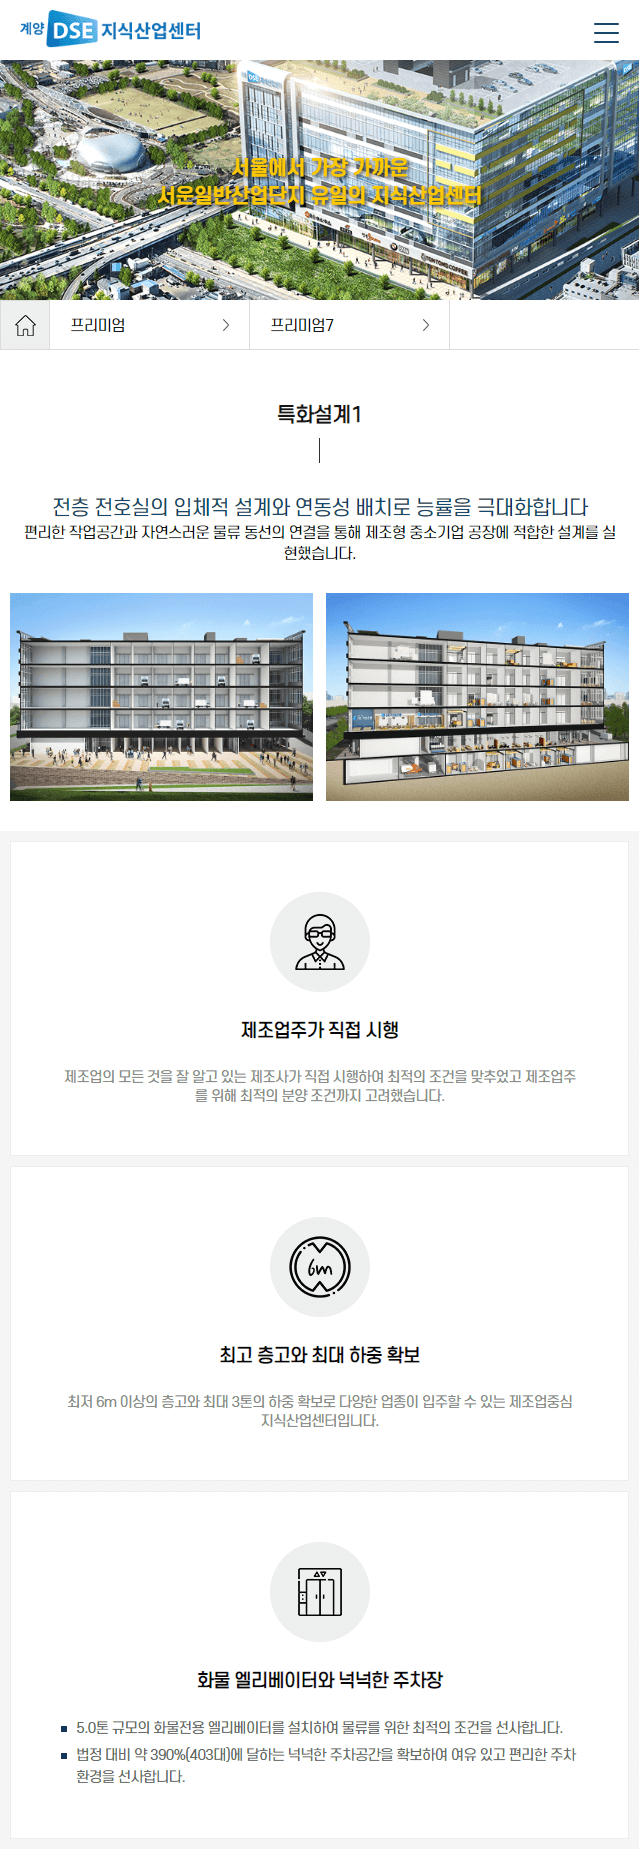 계양 DSE 지식산업센터
서울에서 가장 가까운
서운일반산업단지 유일의 지식산업센터
TOMTOMS COFFEE
프리미엄
프리미엄7
특화설계1
전층 전호실의 입체적 설계와 연동성 배치로 능률을 극대화합니다
편리한 작업공간과 자연스러운 물류 동선의 연결을 통해 제조형 중소기업 공장에 적합한 설계를 실
현했습니다.
제조업주가 직접 시행
제조업의 모든 것을 잘 알고 있는 제조사가 직접 시행하여 최적의 조건을 맞추었고 제조업주
를 위해 최적의 분양 조건까지 고려했습니다.
6m
최고 층고와 최대 하중 확보
최저 6m 이상의 층고와 최대 3톤의 하중 확보로 다양한 업종이 입주할 수 있는 제조업중심
지식산업센터입니다.
화물 엘리베이터와 넉넉한 주차장
5.0톤 규모의 화물전용 엘리베이터를 설치하여 물류를 위한 최적의 조건을 선사합니다.
법정 대비 약 390%(403대)에 달하는 넉넉한 주차공간을 확보하여 여유 있고 편리한 주차
환경을 선사합니다.